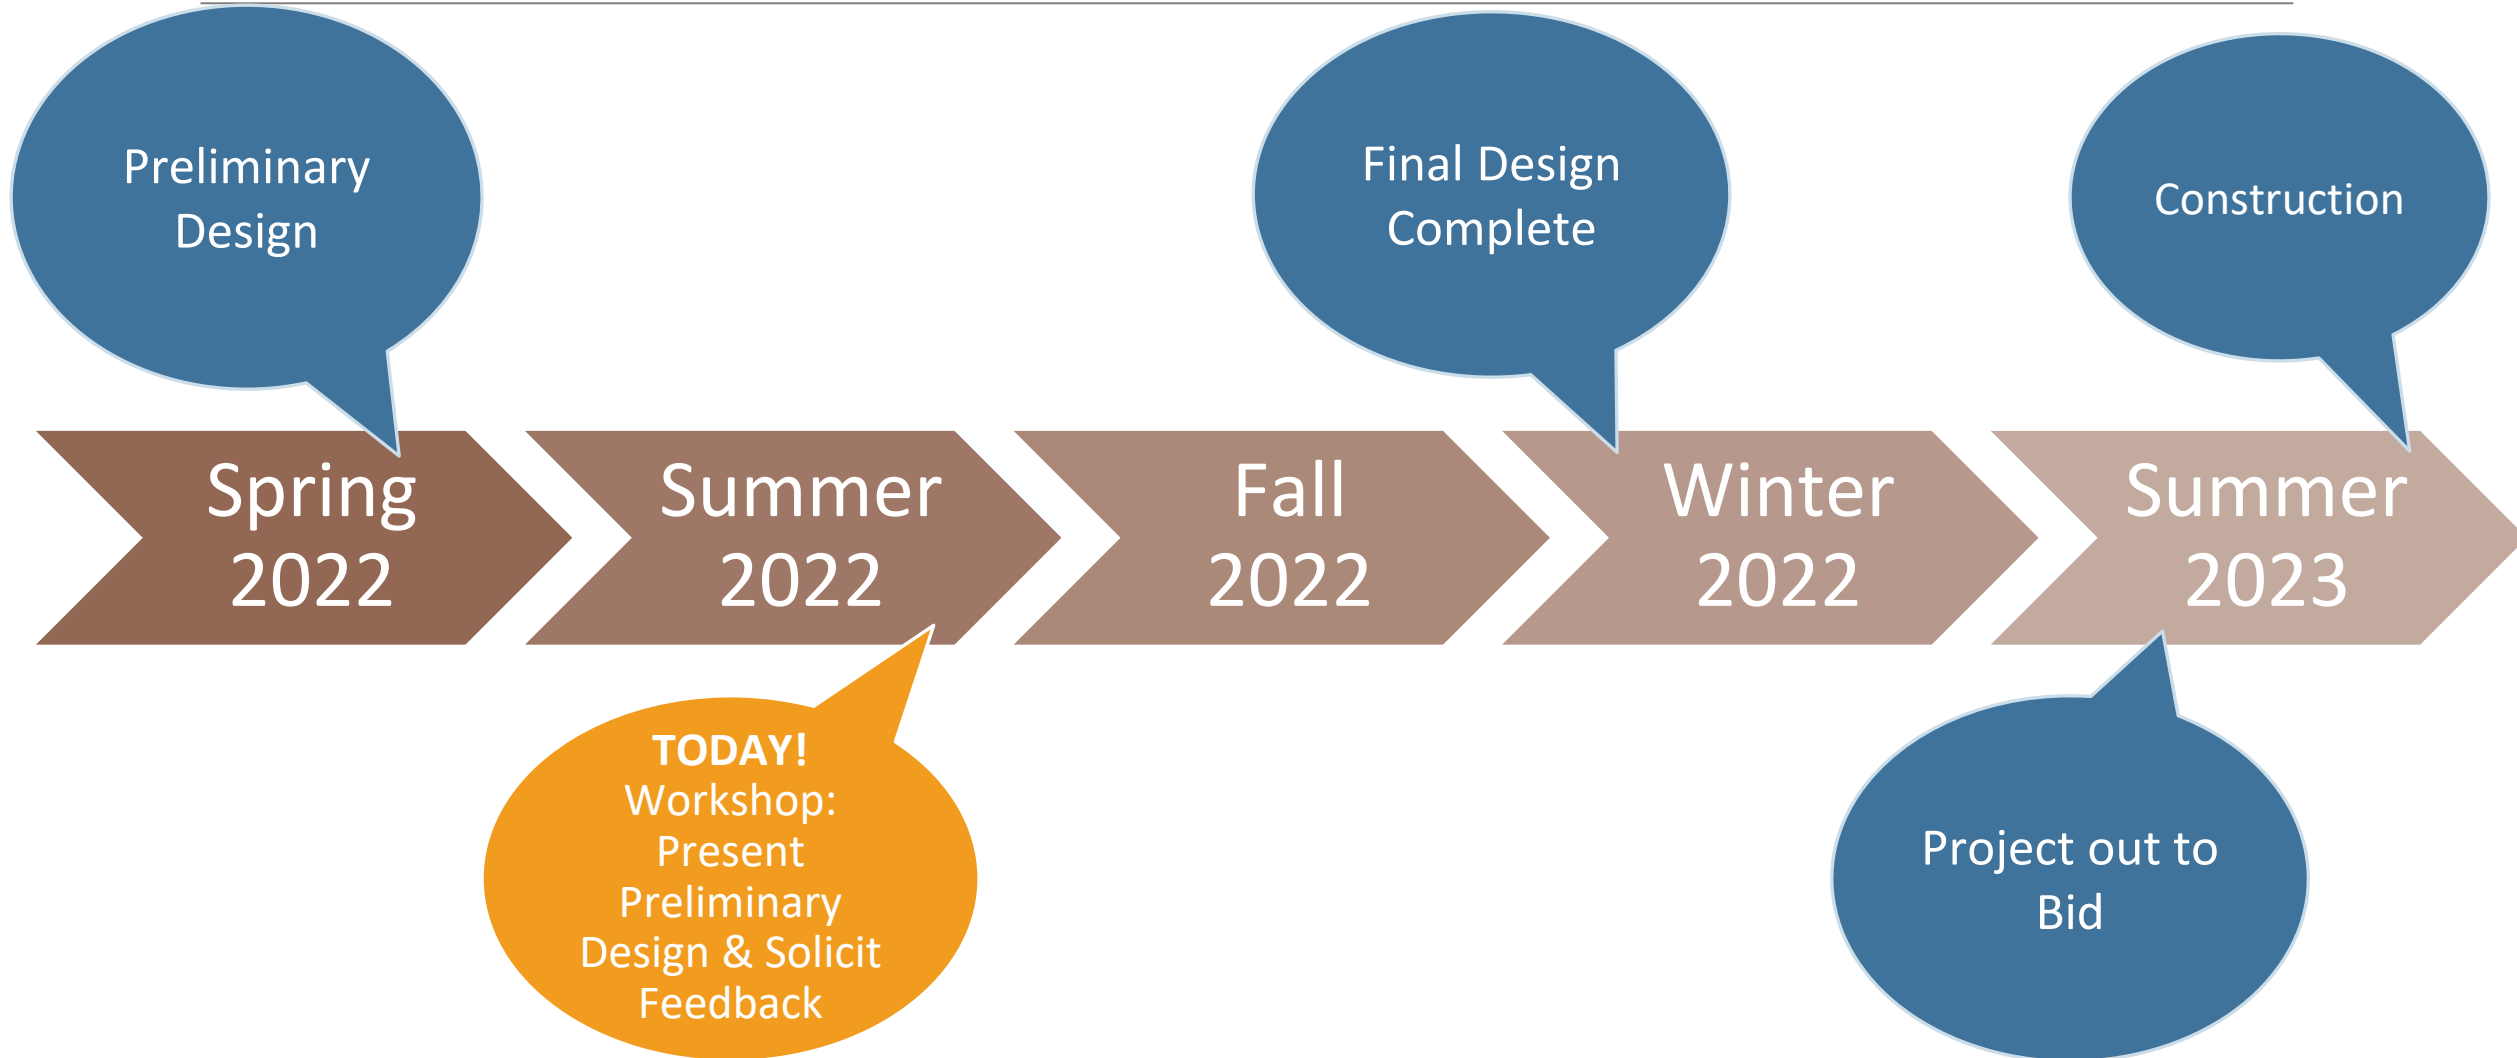 Preliminary
Design
Final Design
Complete
Construction
Spring
2022
Summer
2022
Fall
2022
Winter
2022
Summer
2023
TODAY!
Workshop:
Present
Preliminary
Design & Solicit
Feedback
Project out to
Bid